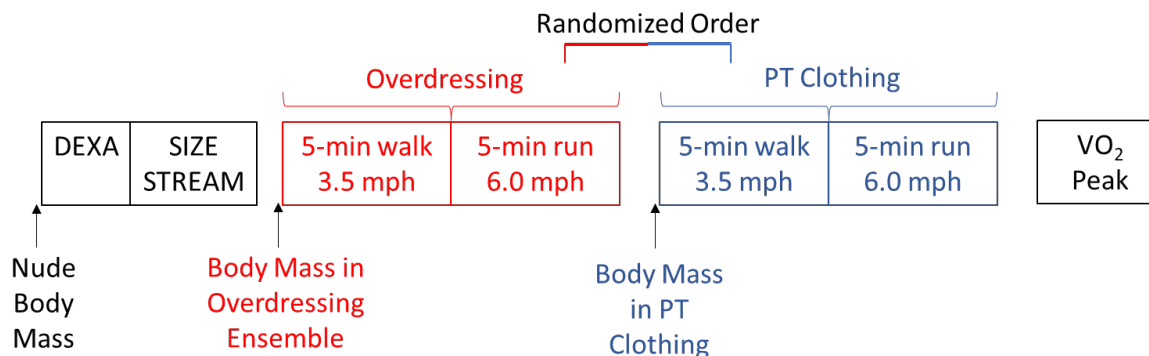 Randomized Order
Overdressing
PT Clothing
DEXA
SIZE
STREAM
5-min walk
3.5 mph
5-min run
6.0 mph
5-min walk
3.5 mph
5-min run
6.0 mph
VO₂
Peak
Nude
Body
Mass
Body Mass in
Overdressing
Ensemble
Body Mass
in PT
Clothing